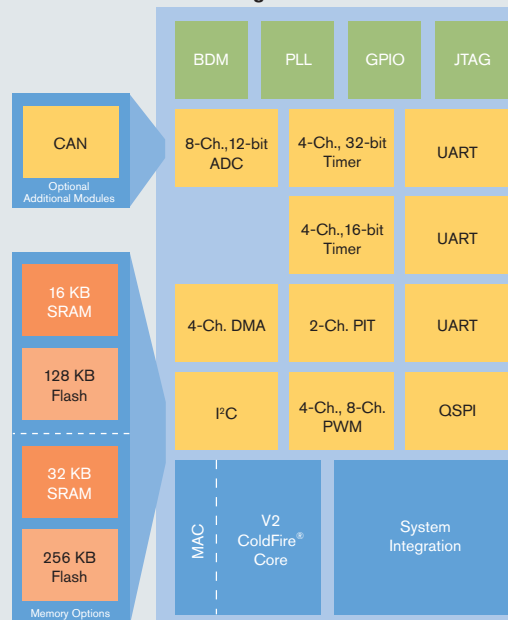 BDM
PLL
GPIO
JTAG
CAN
Optional
Additional Modules
8-Ch.,12-bit
ADC
4-Ch., 32-bit
Timer
UART
4-Ch.,16-bit
Timer
UART
16 KB
SRAM
128 KB
Flash
32 KB
SRAM
256 KB
Flash
Memory Options
4-Ch. DMA
2-Ch. PIT
UART
I²C
4-Ch., 8-Ch.
PWM
QSPI
MAC
V2
ColdFire®
Core
System
Integration